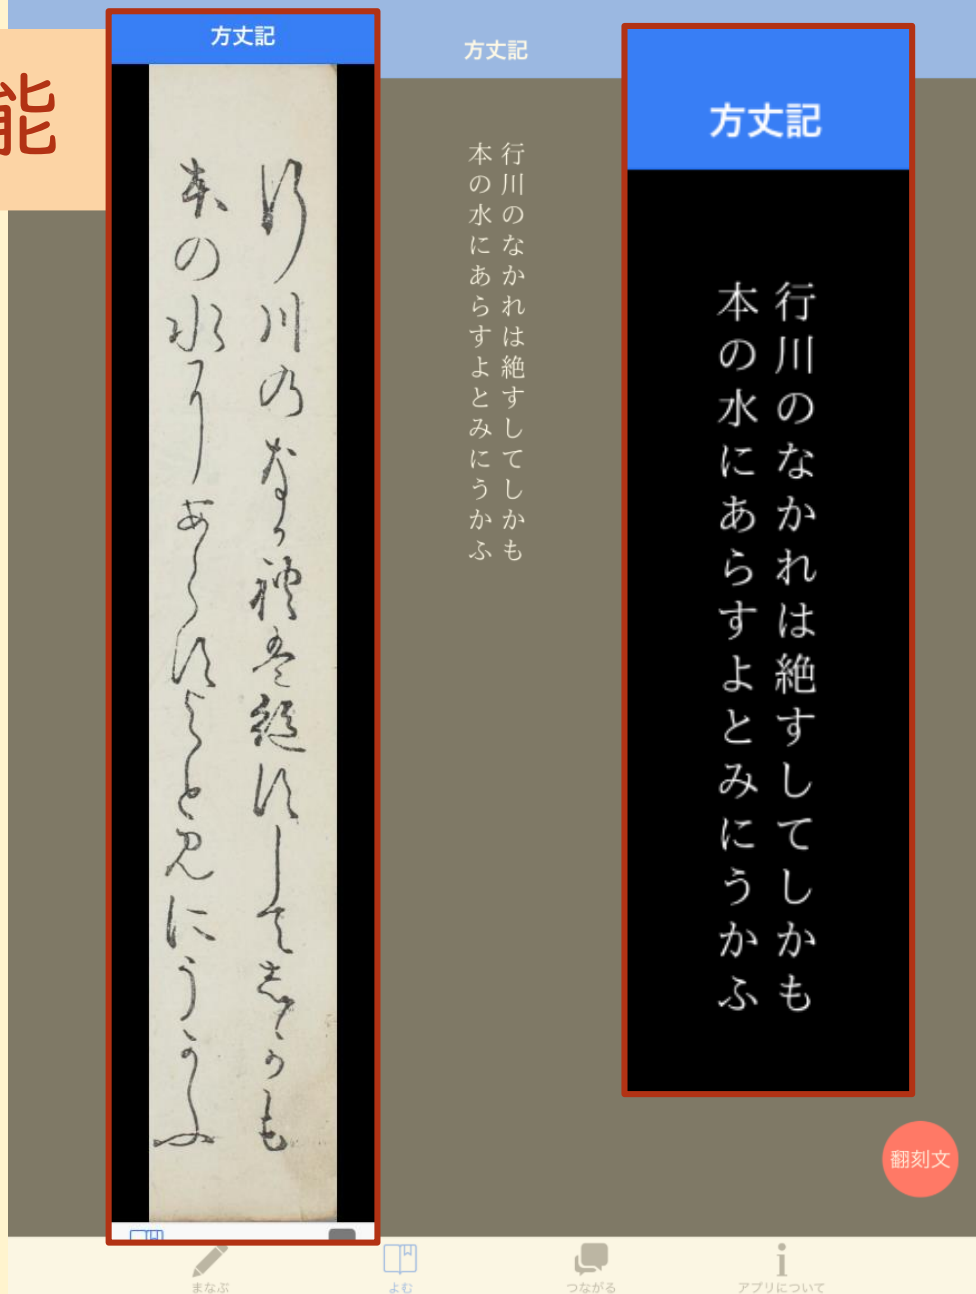 能
方丈記
行川のなかれは絶すしてしかも
本の水にあらすよとみにうかふ
方丈記
行川のなかれは絶すしてしかも
本の水にあらすよとみにうかふ
方丈記
行川のなかれは絶すしてしかも
本の水にあらすよとみにうかふ
翻刻文
まなぶ
よむ
つながる
アプリについて